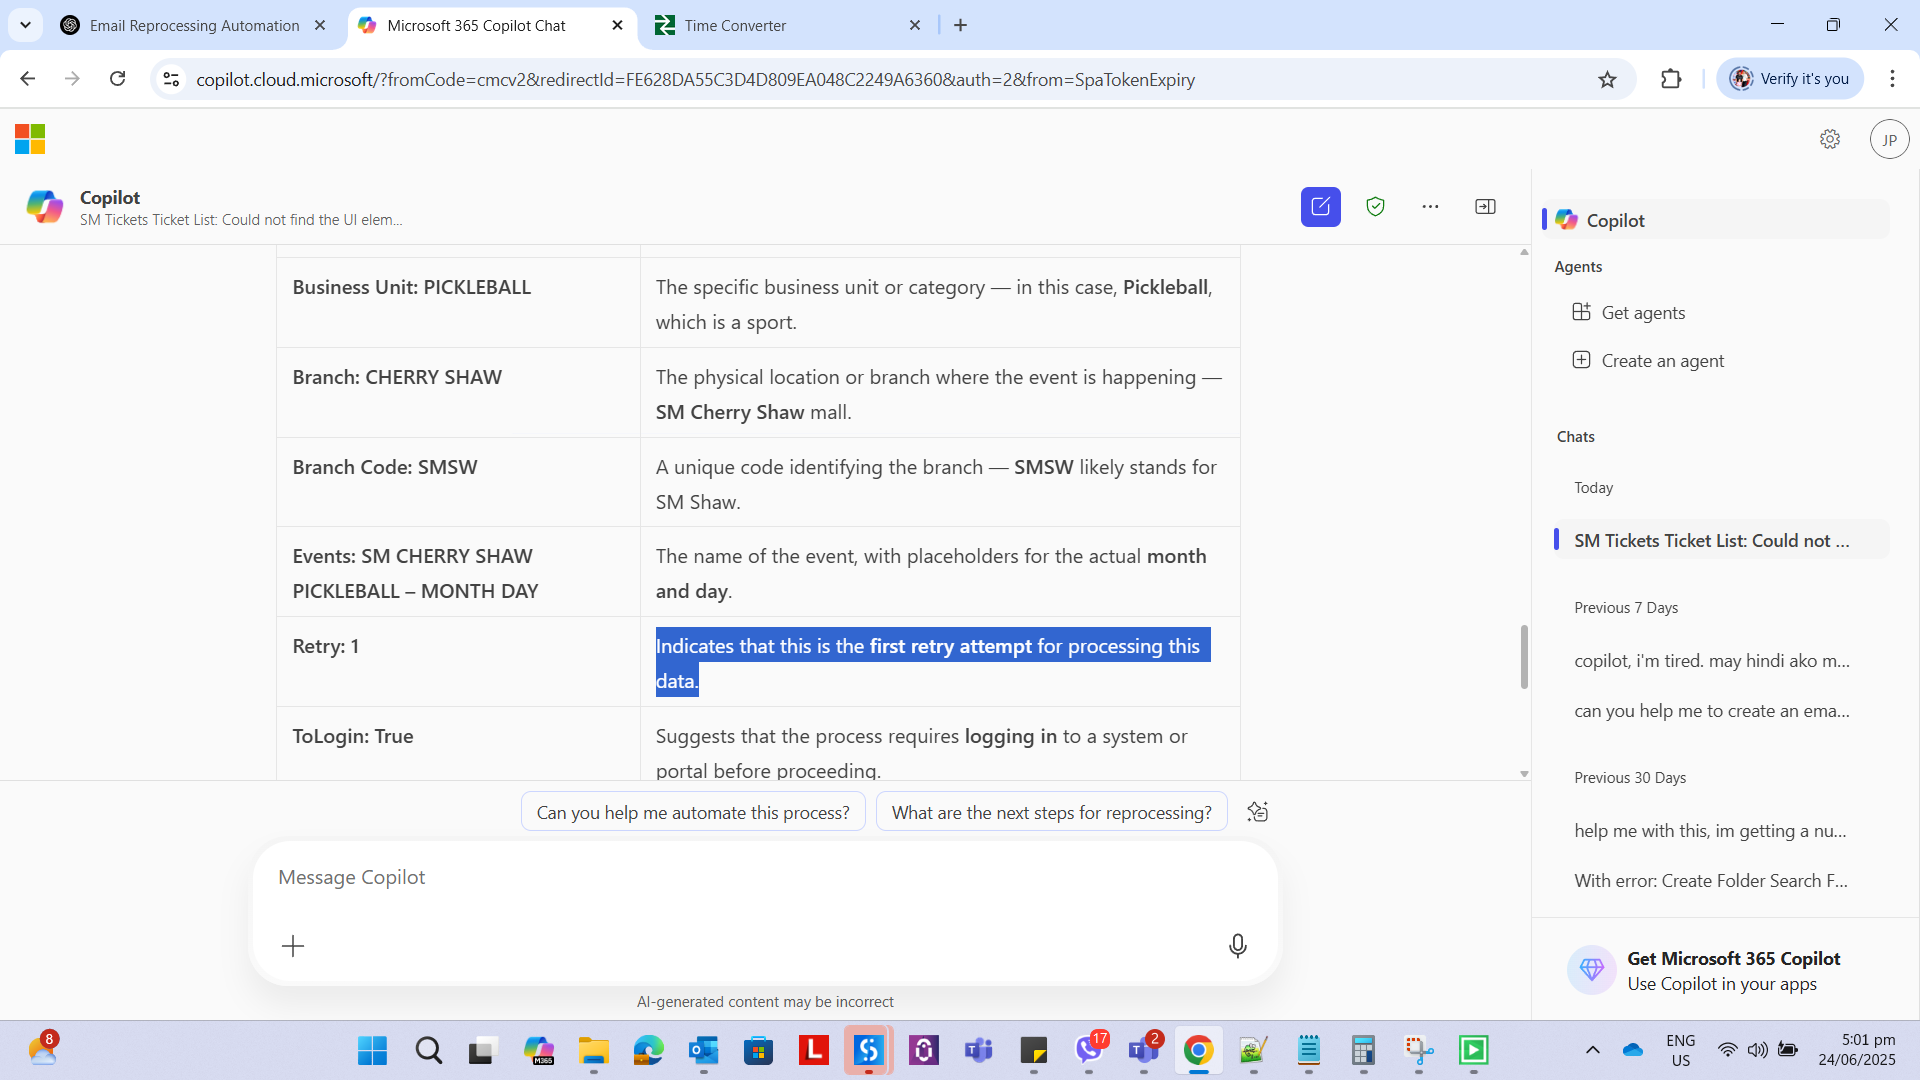 Email Reprocessing Automation
Microsoft 365 Copilot Chat
Time Converter
copilot.cloud.microsoft/?fromCode=cmcv2&redirectId=FE628DA55C3D4D809EA048C2249A6360&auth=2&from=SpaTokenExpiry
Verify it's you
JP
Copilot
SM Tickets Ticket List: Could not find the UI elem...
Business Unit: PICKLEBALL
The specific business unit or category — in this case, Pickleball,
which is a sport.
Branch: CHERRY SHAW
The physical location or branch where the event is happening —
SM Cherry Shaw mall.
Branch Code: SMSW
A unique code identifying the branch — SMSW likely stands for
SM Shaw.
Events: SM CHERRY SHAW
PICKLEBALL – MONTH DAY
The name of the event, with placeholders for the actual month
and day.
Retry: 1
Indicates that this is the first retry attempt for processing this
data.
ToLogin: True
Suggests that the process requires logging in to a system or
portal before proceeding.
Can you help me automate this process?
What are the next steps for reprocessing?
Message Copilot
AI-generated content may be incorrect
Copilot
Agents
Get agents
Create an agent
Chats
Today
SM Tickets Ticket List: Could not ...
Previous 7 Days
copilot, i'm tired. may hindi ako m...
can you help me to create an ema...
Previous 30 Days
help me with this, im getting a nu...
With error: Create Folder Search F...
Get Microsoft 365 Copilot
Use Copilot in your apps
8
M365
L
17
2
ENG
US
5:01 pm
24/06/2025